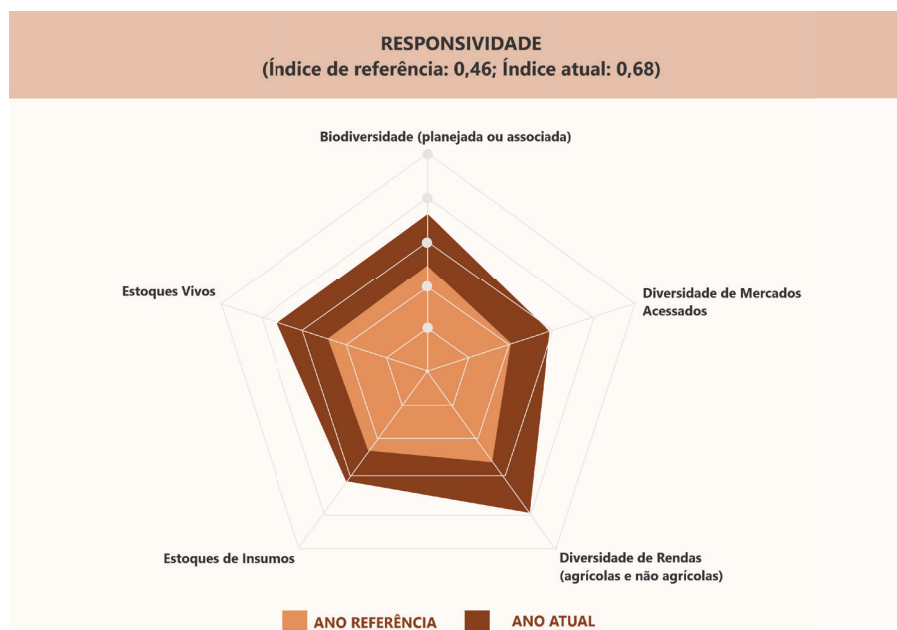 RESPONSIVIDADE
(Índice de referência: 0,46; Índice atual: 0,68)
Biodiversidade (planejada ou associada)
Estoques Vivos
Diversidade de Mercados
Acessados
Estoques de Insumos
Diversidade de Rendas
(agrícolas e não agrícolas)
ANO REFERÊNCIA
ANO ATUAL